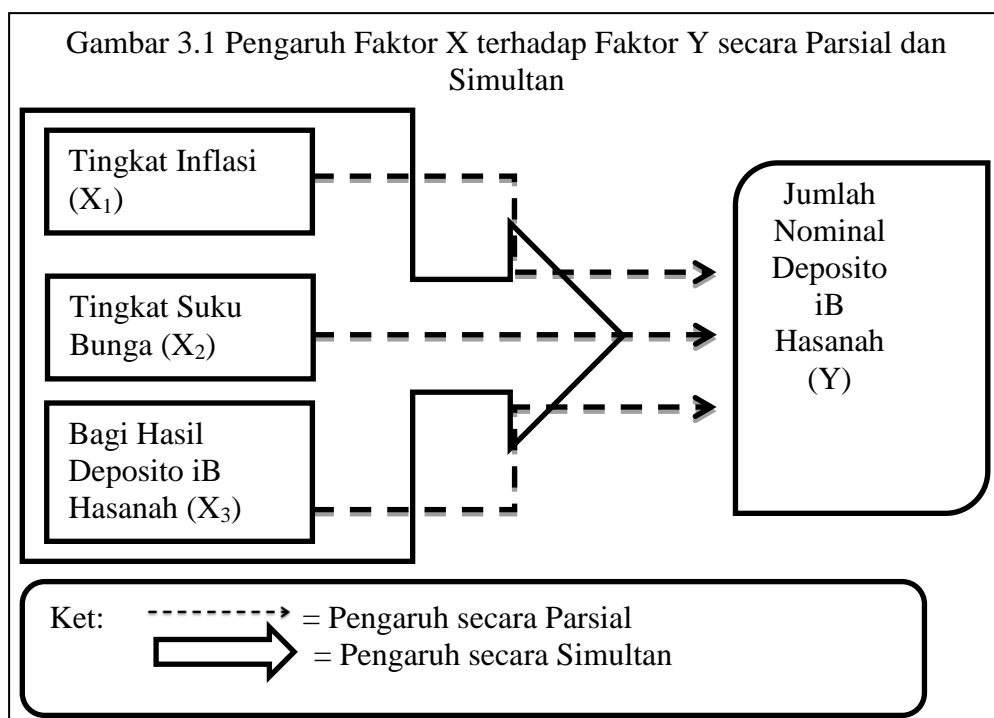 Gambar 3.1 Pengaruh Faktor X terhadap Faktor Y secara Parsial dan
Simultan
Tingkat Inflasi
(X₁)
Tingkat Suku
Bunga (X₂)
Bagi Hasil
Deposito iB
Hasanah (X₃)
Jumlah
Nominal
Deposito
iB
Hasanah
(Y)
Ket:
= Pengaruh secara Parsial
= Pengaruh secara Simultan